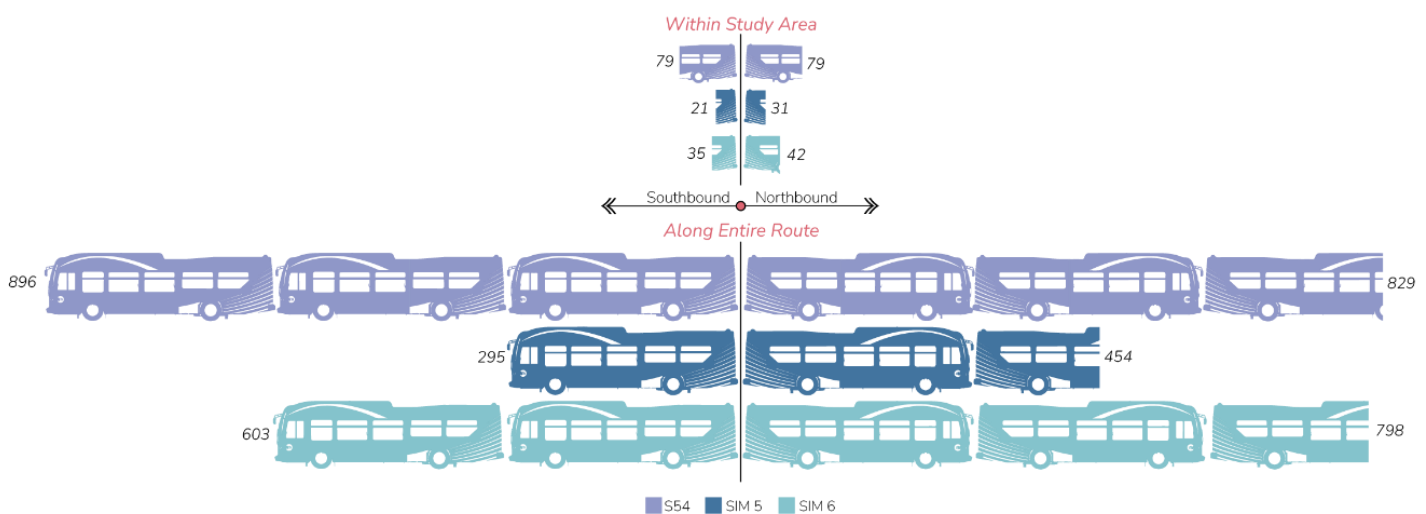 Within Study Area
79 79
21 31
35 42
Southbound Northbound
Along Entire Route
896 829
295 454
603 798
S54 SIM 5 SIM 6